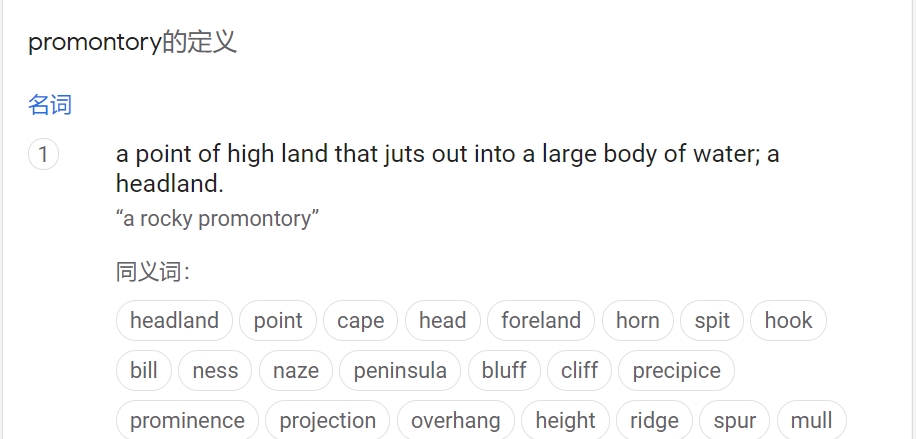 promontory的定义
名词
1 a point of high land that juts out into a large body of water; a
headland.
“a rocky promontory”
同义词：
headland point cape head foreland horn spit hook
bill ness naze peninsula bluff cliff precipice
prominence projection overhang height ridge spur mull